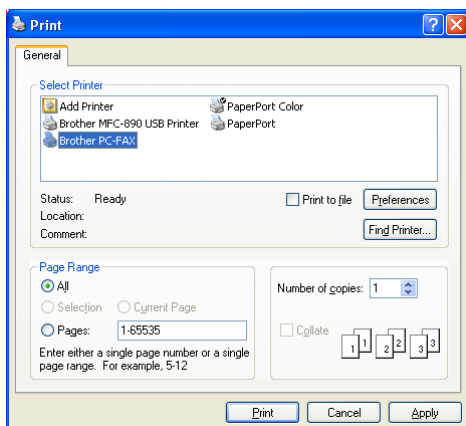 Print
General
Select Printer
Add Printer
PaperPort Color
Brother MFC-890 USB Printer
PaperPort
Brother PC-FAX
Status: Ready
Print to file
Preferences
Location:
Comment:
Find Printer...
Page Range
All
Selection
Current Page
Pages: 1-65535
Enter either a single page number or a single
page range. For example, 5-12
Number of copies: 1
Collate
1 1 2 2 3 3
Print
Cancel
Apply